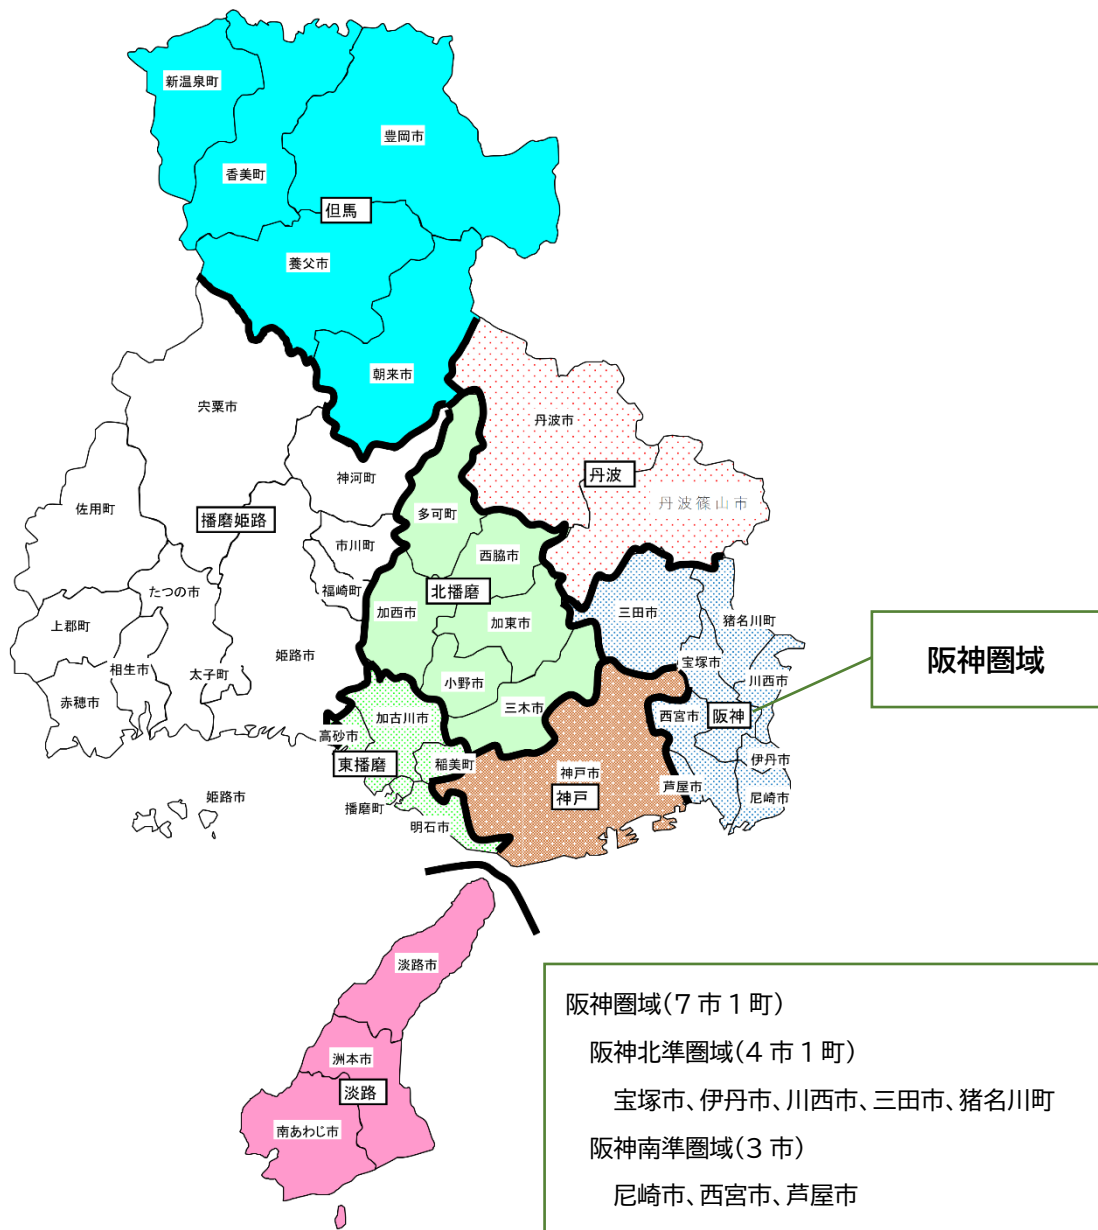 新温泉町
豊岡市
香美町
但馬
養父市
朝来市
宍粟市
丹波市
神河町
丹波
丹波篠山市
佐用町
多可町
播磨姫路
市川町
西脇市
たつの市
福崎町
北播磨
加西市
三田市
猪名川町
上郡町
加東市
姫路市
阪神圏域
相生市
太子町
小野市
宝塚市
川西市
赤穂市
三木市
西宮市
阪神
加古川市
高砂市
東播磨
稲美町
神戸市
伊丹市
芦屋市
神戸
尼崎市
姫路市
播磨町
明石市
淡路市
洲本市
淡路
南あわじ市
阪神圏域(7市1町)
阪神北準圏域(4市1町)
宝塚市、伊丹市、川西市、三田市、猪名川町
阪神南準圏域(3市)
尼崎市、西宮市、芦屋市